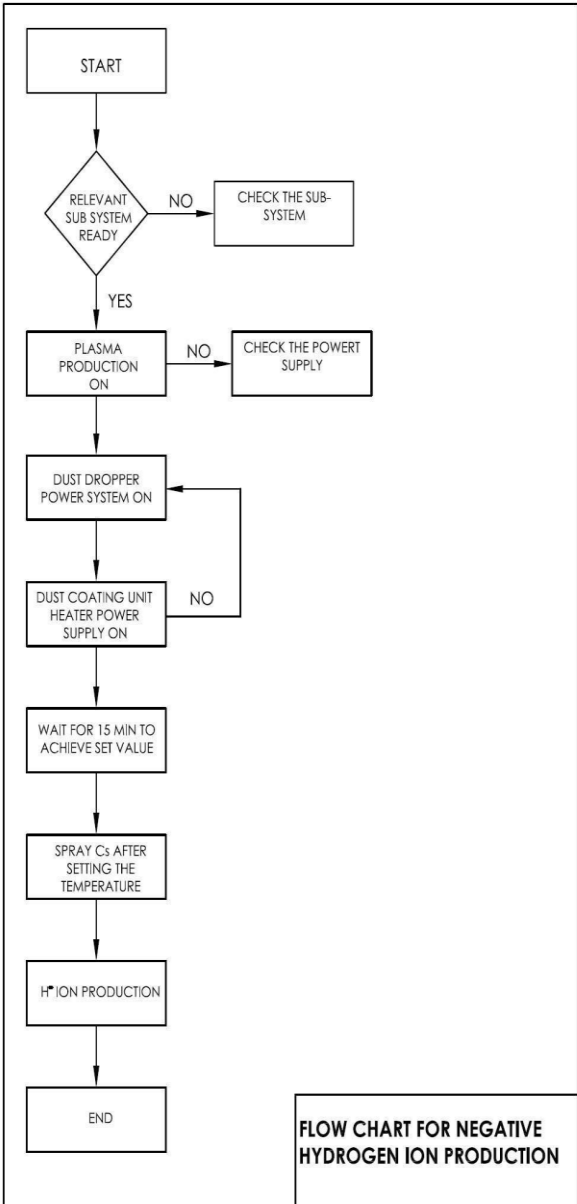 START
RELEVANT
SUB SYSTEM
READY
NO
CHECK THE SUB-
SYSTEM
YES
PLASMA
PRODUCTION
ON
NO
CHECK THE POWERT
SUPPLY
DUST DROPPER
POWER SYSTEM ON
DUST COATING UNIT
HEATER POWER
SUPPLY ON
NO
WAIT FOR 15 MIN TO
ACHIEVE SET VALUE
SPRAY Cs AFTER
SETTING THE
TEMPERATURE
H• ION PRODUCTION
END
FLOW CHART FOR NEGATIVE
HYDROGEN ION PRODUCTION